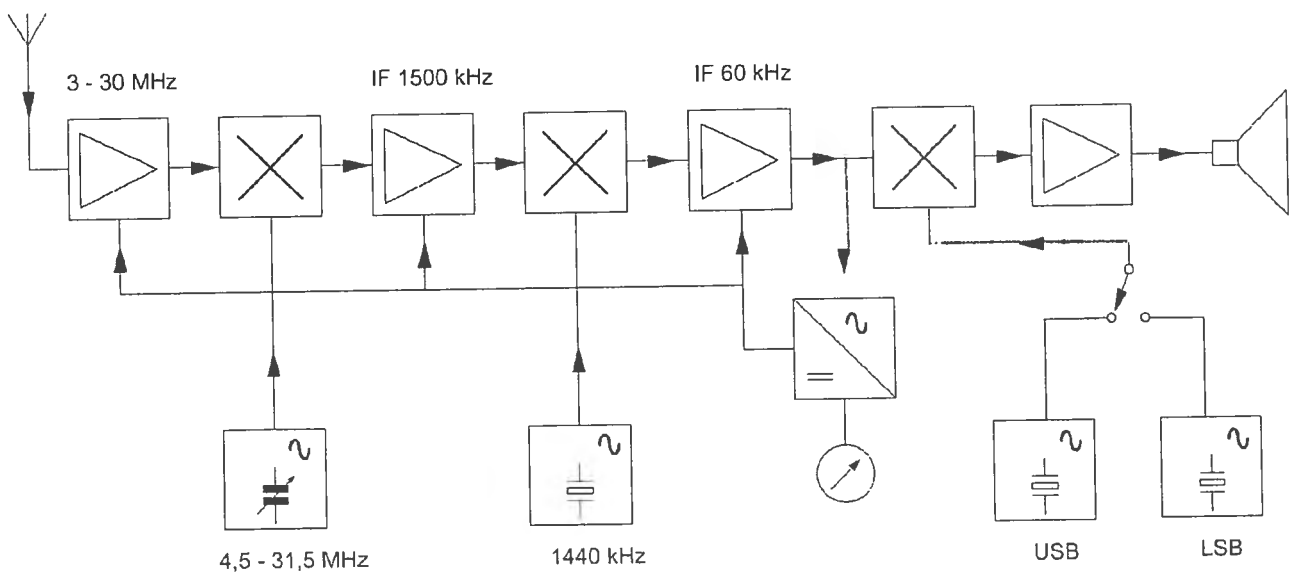 3 - 30 MHz
IF 1500 kHz
IF 60 kHz
4,5 - 31,5 MHz
1440 kHz
USB
LSB